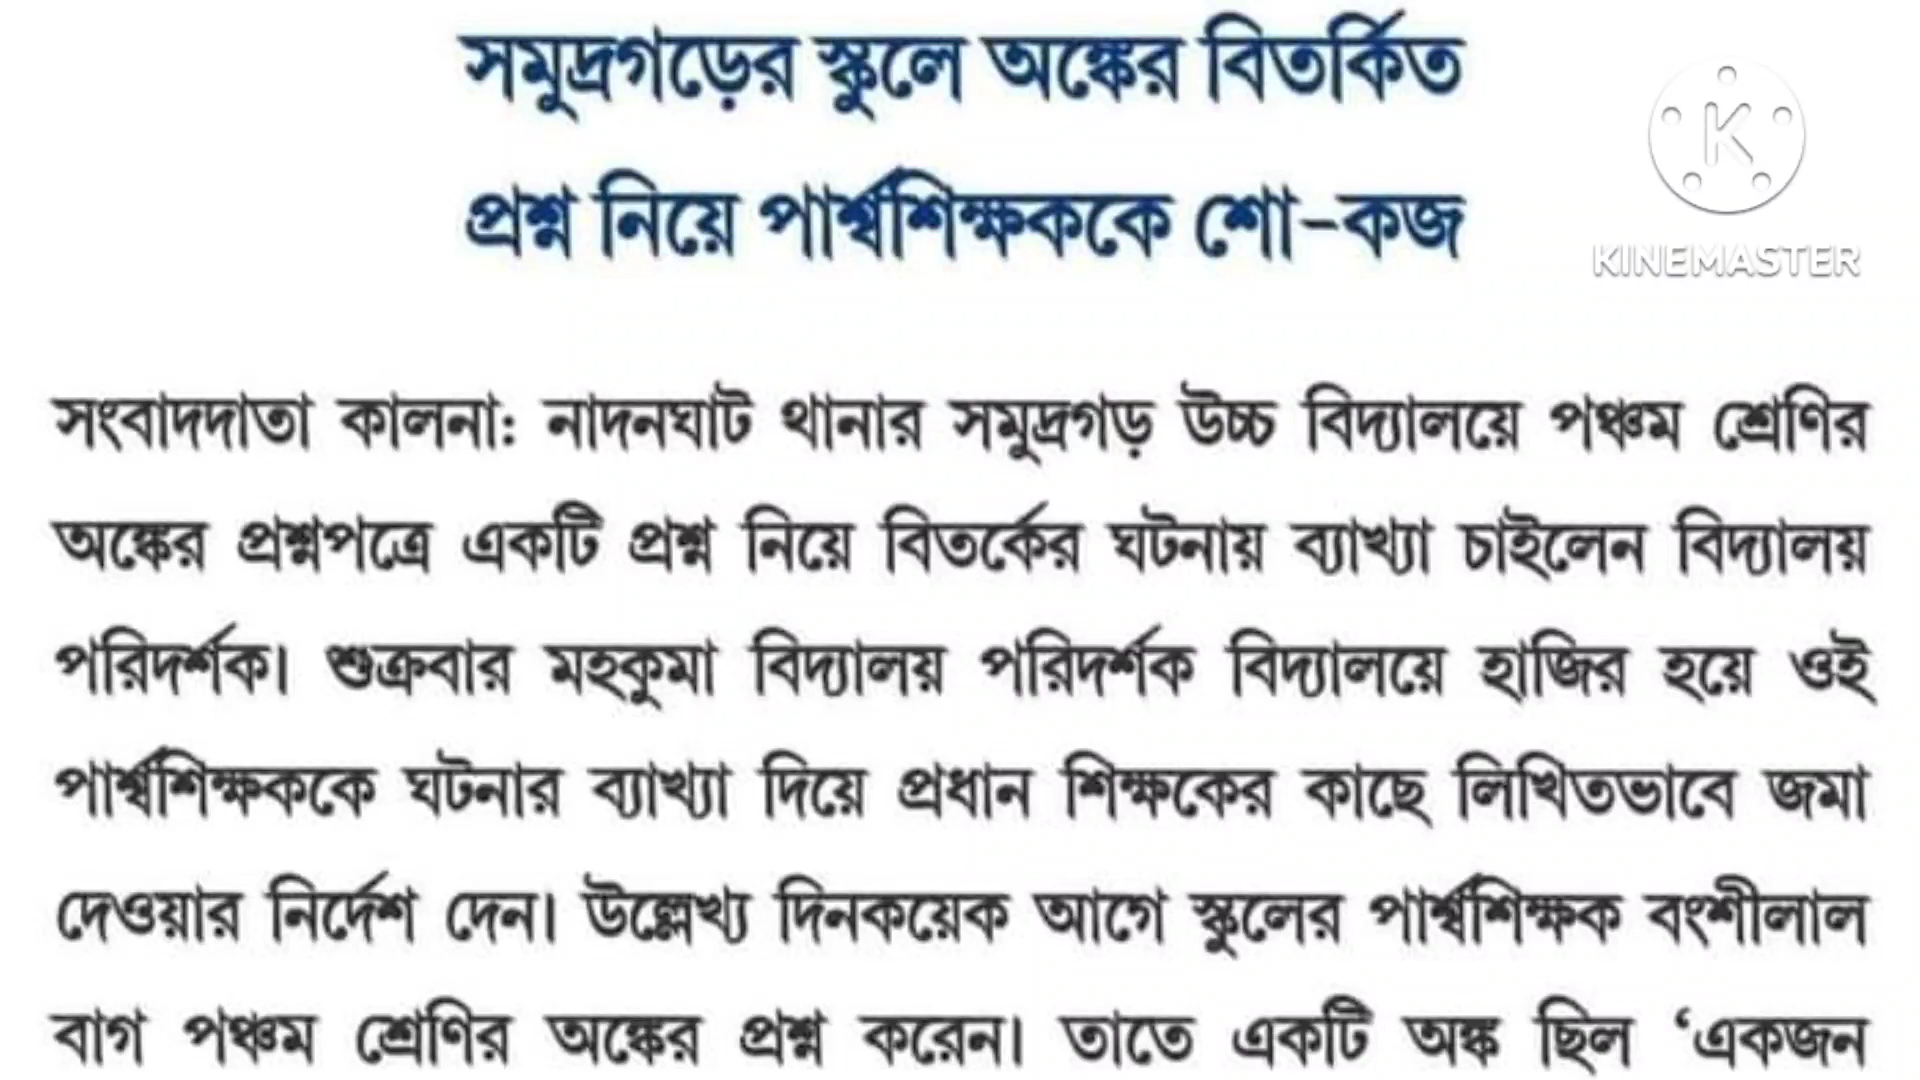 সমুদ্রগড়ের স্কুলে অঙ্কের বিতর্কিত
প্রশ্ন নিয়ে পার্শ্বশিক্ষককে শো-কজ
KINEMASTER
সংবাদদাতা কালনা: নাদনঘাট থানার সমুদ্রগড় উচ্চ বিদ্যালয়ে পঞ্চম শ্রেণির
অঙ্কের প্রশ্নপত্রে একটি প্রশ্ন নিয়ে বিতর্কের ঘটনায় ব্যাখ্যা চাইলেন বিদ্যালয়
পরিদর্শক। শুক্রবার মহকুমা বিদ্যালয় পরিদর্শক বিদ্যালয়ে হাজির হয়ে ওই
পার্শ্বশিক্ষককে ঘটনার ব্যাখ্যা দিয়ে প্রধান শিক্ষকের কাছে লিখিতভাবে জমা
দেওয়ার নির্দেশ দেন। উল্লেখ্য দিনকয়েক আগে স্কুলের পার্শ্বশিক্ষক বংশীলাল
বাগ পঞ্চম শ্রেণির অঙ্কের প্রশ্ন করেন। তাতে একটি অঙ্ক ছিল ‘একজন